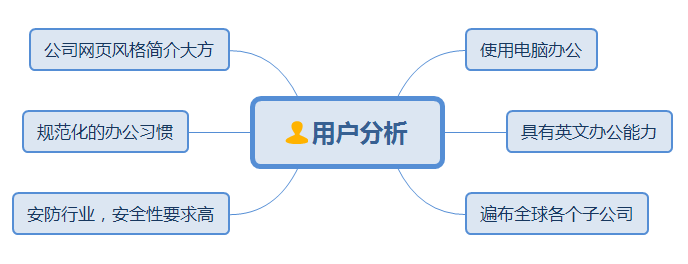 公司网页风格简介大方
使用电脑办公
规范化的办公习惯
用户分析
具有英文办公能力
安防行业，安全性要求高
遍布全球各个子公司